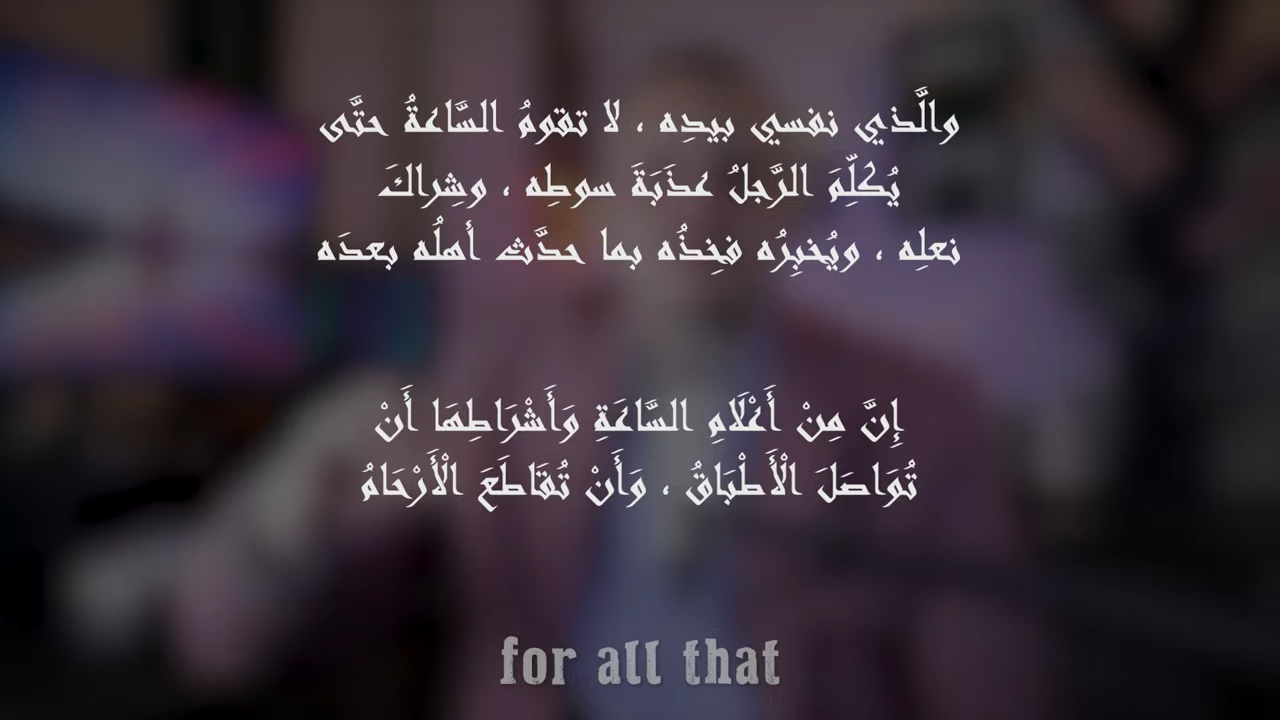 والَّذي نفسي بيدِه ، لا تقومُ السَّاعةُ حتَّى
يُكلِّمَ الرَّجلُ عَذَبَةَ سوطِه ، وشِراكَ
نعلِه ، ويُخبِرُه فخِذُه بما حدَّث أهلُه بعدَه
إِنَّ مِنْ أَعْلَامِ السَّاعَةِ وَأَشْرَاطِهَا أَنْ
تُوَاصَلَ الْأَطْبَاقُ ، وَأَنْ تُقَاطَعَ الْأَرْحَامُ
for all that